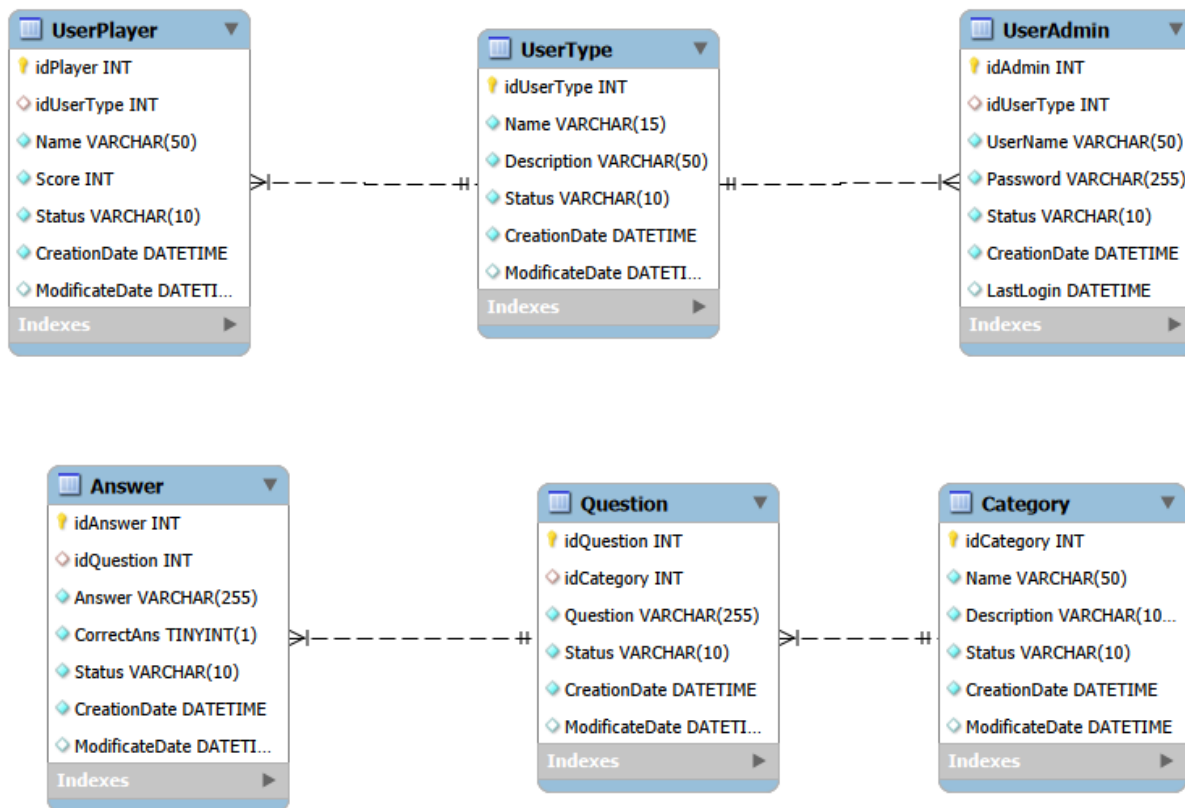 UserPlayer
idPlayer INT
idUserType INT
Name VARCHAR(50)
Score INT
Status VARCHAR(10)
CreationDate DATETIME
ModificateDate DATETI...
Indexes
UserType
idUserType INT
Name VARCHAR(15)
Description VARCHAR(50)
Status VARCHAR(10)
CreationDate DATETIME
ModificateDate DATETI...
Indexes
UserAdmin
idAdmin INT
idUserType INT
UserName VARCHAR(50)
Password VARCHAR(255)
Status VARCHAR(10)
CreationDate DATETIME
LastLogin DATETIME
Indexes
Answer
idAnswer INT
idQuestion INT
Answer VARCHAR(255)
CorrectAns TINYINT(1)
Status VARCHAR(10)
CreationDate DATETIME
ModificateDate DATETI...
Indexes
Question
idQuestion INT
idCategory INT
Question VARCHAR(255)
Status VARCHAR(10)
CreationDate DATETIME
ModificateDate DATETI...
Indexes
Category
idCategory INT
Name VARCHAR(50)
Description VARCHAR(10...
Status VARCHAR(10)
CreationDate DATETIME
ModificateDate DATETIME
Indexes